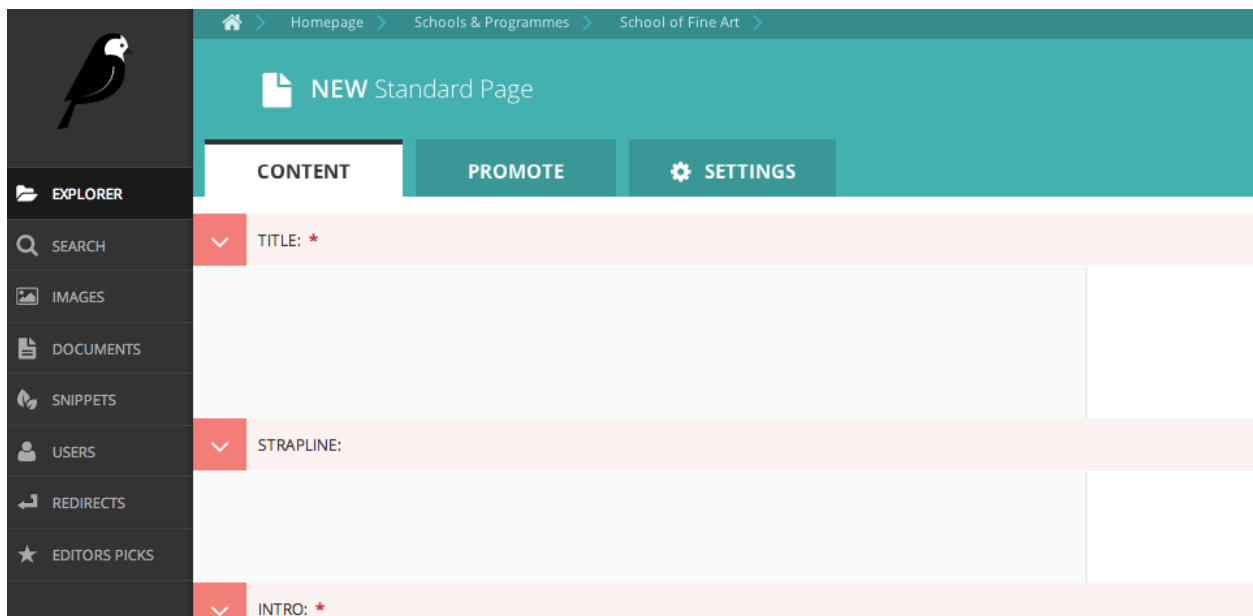 Homepage Schools & Programmes School of Fine Art
NEW Standard Page
CONTENT PROMOTE SETTINGS
EXPLORER
SEARCH
IMAGES
DOCUMENTS
SNIPPETS
USERS
REDIRECTS
EDITORS PICKS
TITLE: *
STRAPLINE:
INTRO: *